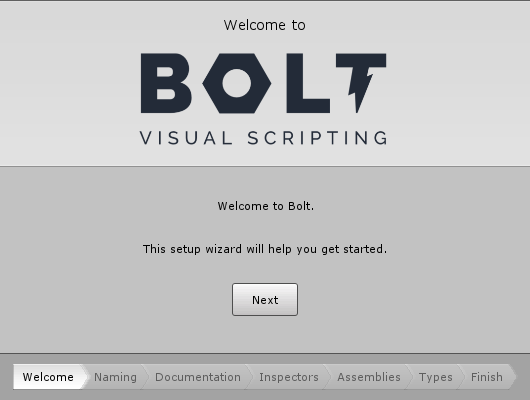 Welcome to
BOLT
VISUAL SCRIPTING
Welcome to Bolt.
This setup wizard will help you get started.
Next
Welcome Naming Documentation Inspectors Assemblies Types Finish